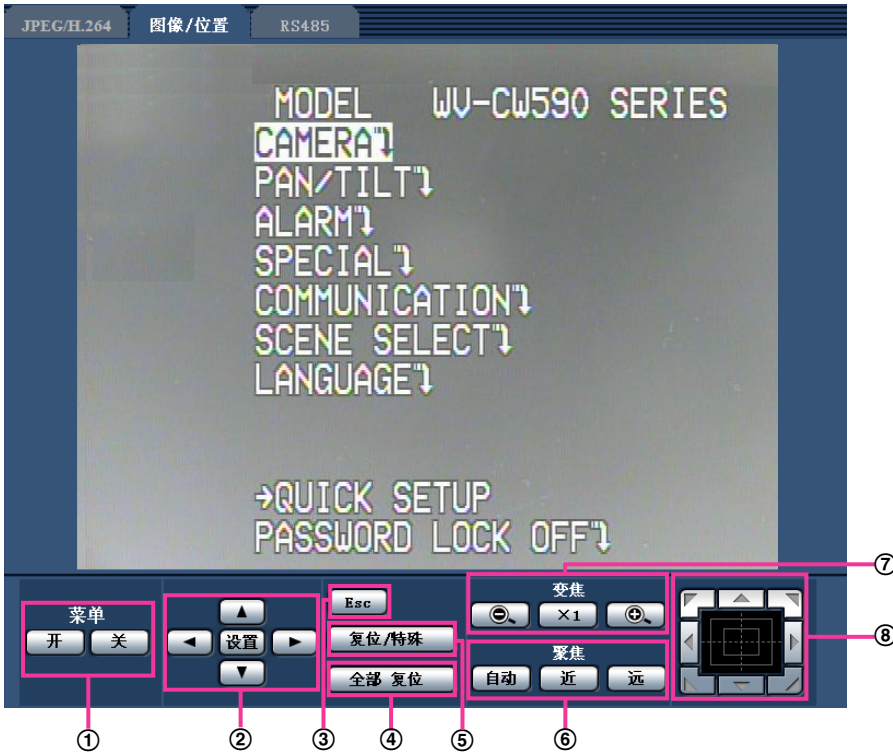 JPEG/H.264 图像/位置 RS485
MODEL WV-CW590 SERIES
CAMERA
PAN/TILT
ALARM
SPECIAL
COMMUNICATION
SCENE SELECT
LANGUAGE
→QUICK SETUP
PASSWORD LOCK OFF
⑦
菜单
开 关
①
设置
②
Esc
③
复位/特殊
⑤
全部 复位
④
变焦
×1
聚焦
自动 近 远
⑥
⑧